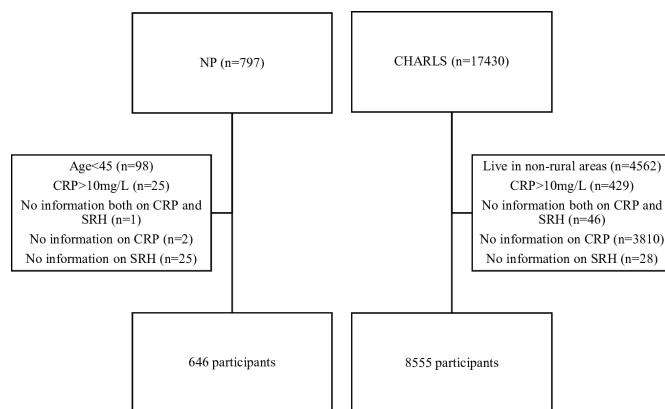 NP (n=797)
CHARLS (n=17430)
Age<45 (n=98)
CRP>10mg/L (n=25)
No information both on CRP and
SRH (n=1)
No information on CRP (n=2)
No information on SRH (n=25)
Live in non-rural areas (n=4562)
CRP>10mg/L (n=429)
No information both on CRP and
SRH (n=46)
No information on CRP (n=3810)
No information on SRH (n=28)
646 participants
8555 participants